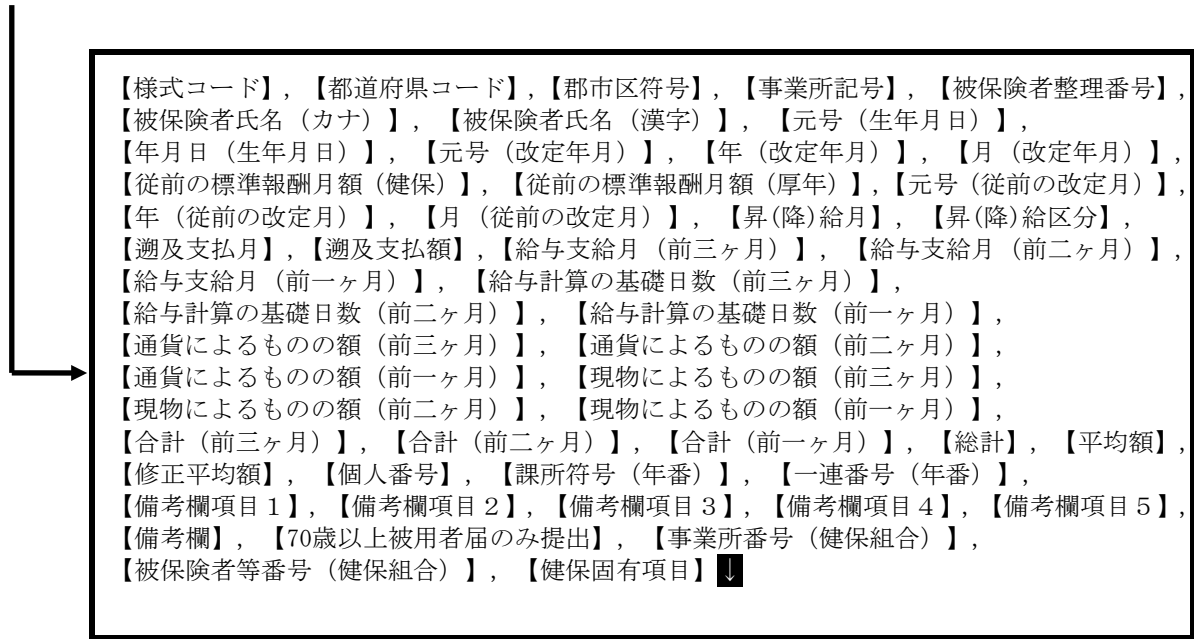 【様式コード】, 【都道府県コード】,【郡市区符号】, 【事業所記号】, 【被保険者整理番号】,
【被保険者氏名（カナ）】, 【被保険者氏名（漢字）】, 【元号（生年月日）】,
【年月日（生年月日）】, 【元号（改定年月）】, 【年（改定年月）】, 【月（改定年月）】,
【従前の標準報酬月額（健保）】, 【従前の標準報酬月額（厚年）】,【元号（従前の改定月）】,
【年（従前の改定月）】, 【月（従前の改定月）】, 【昇(降)給月】, 【昇(降)給区分】,
【遡及支払月】,【遡及支払額】,【給与支給月（前三ヶ月）】, 【給与支給月（前二ヶ月）】,
【給与支給月（前一ヶ月）】, 【給与計算の基礎日数（前三ヶ月）】,
【給与計算の基礎日数（前二ヶ月）】, 【給与計算の基礎日数（前一ヶ月）】,
【通貨によるものの額（前三ヶ月）】, 【通貨によるものの額（前二ヶ月）】,
【通貨によるものの額（前一ヶ月）】, 【現物によるものの額（前三ヶ月）】,
【現物によるものの額（前二ヶ月）】, 【現物によるものの額（前一ヶ月）】,
【合計（前三ヶ月）】, 【合計（前二ヶ月）】, 【合計（前一ヶ月）】, 【総計】, 【平均額】,
【修正平均額】, 【個人番号】, 【課所符号（年番）】, 【一連番号（年番）】,
【備考欄項目１】, 【備考欄項目２】, 【備考欄項目３】, 【備考欄項目４】, 【備考欄項目５】,
【備考欄】, 【70歳以上被用者届のみ提出】, 【事業所番号（健保組合）】,
【被保険者等番号（健保組合）】, 【健保固有項目】↓